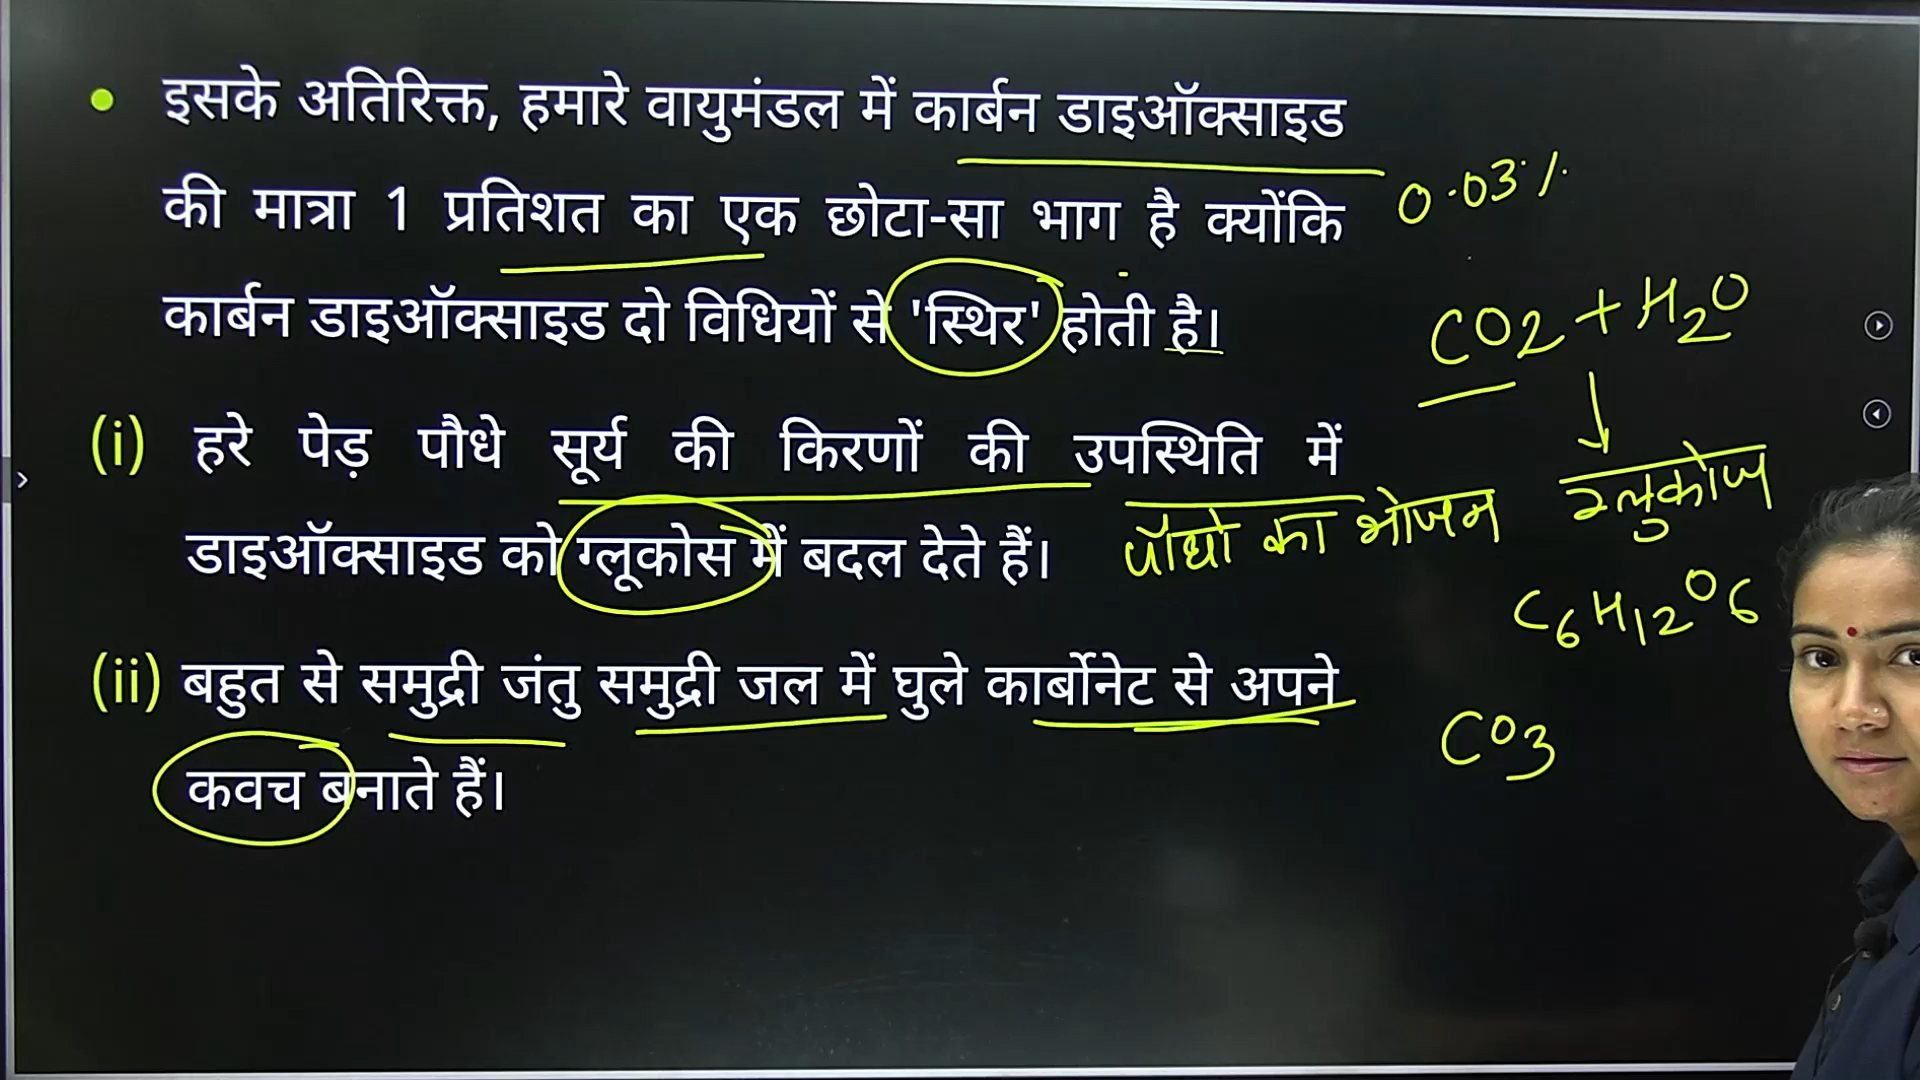 • इसके अतिरिक्त, हमारे वायुमंडल में कार्बन डाइऑक्साइड
की मात्रा 1 प्रतिशत का एक छोटा-सा भाग है क्योंकि
कार्बन डाइऑक्साइड दो विधियों से 'स्थिर' होती है।
0.03%
CO2 + H2O
↓
ग्लुकोज
C6H12O6
(i) हरे पेड़ पौधे सूर्य की किरणों की उपस्थिति में
डाइऑक्साइड को ग्लूकोस में बदल देते हैं।
पौधो का भोजन
(ii) बहुत से समुद्री जंतु समुद्री जल में घुले कार्बोनेट से अपने
कवच बनाते हैं।
CO3